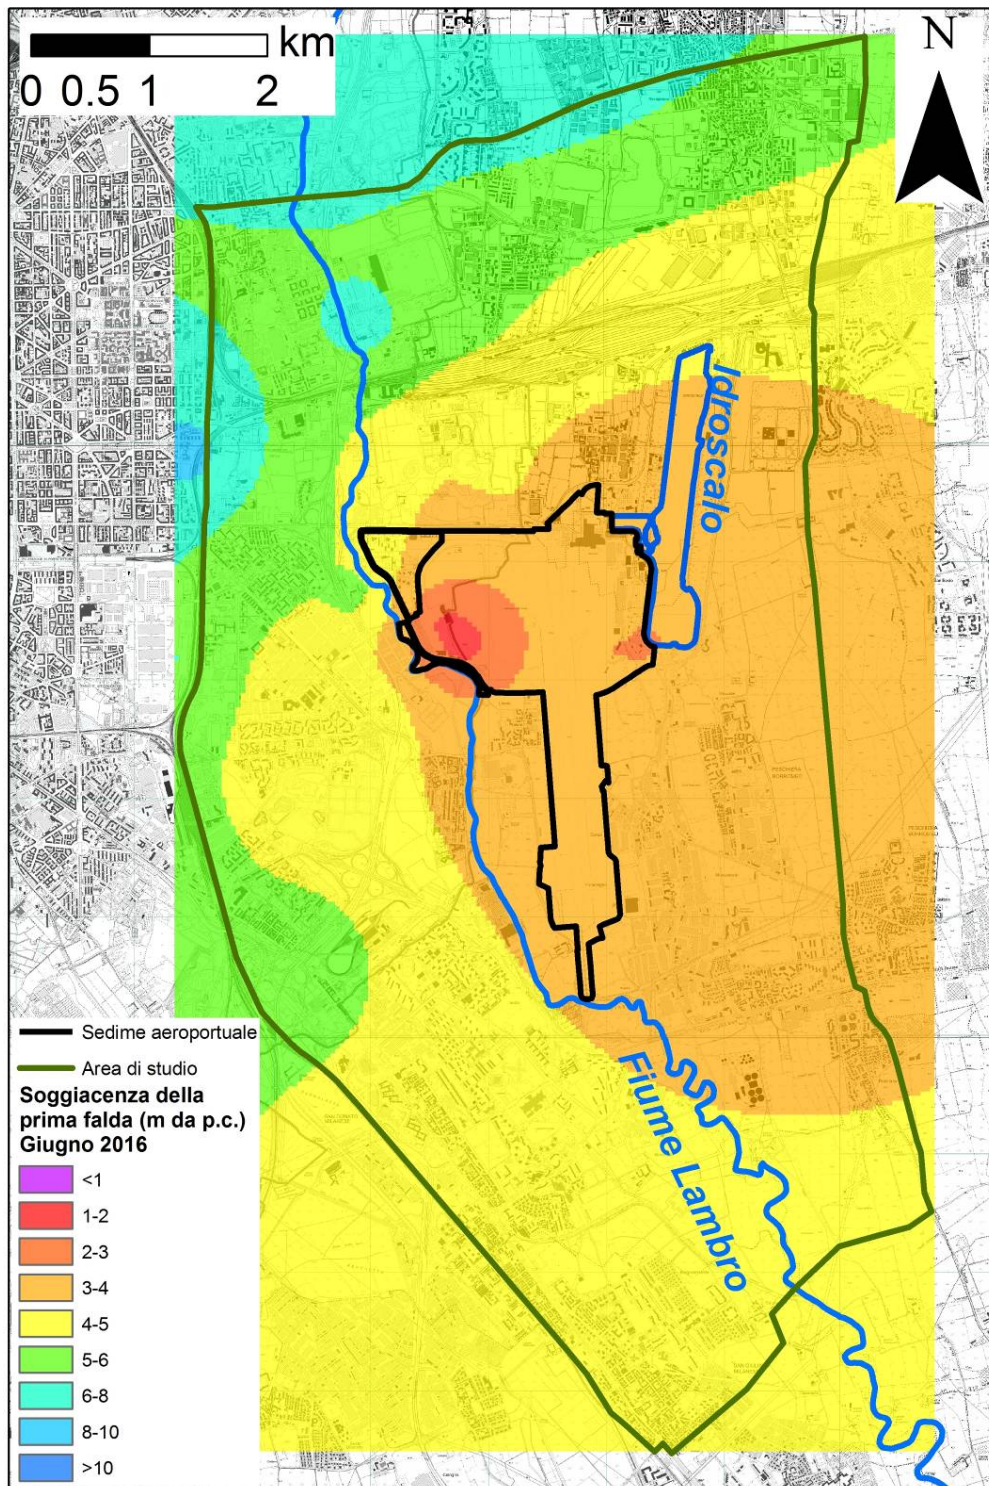 km
0 0.5 1 2
N
Idroscalo
Fiume Lambro
Sedime aeroportuale
Area di studio
Soggiacenza della
prima falda (m da p.c.)
Giugno 2016
<1
1-2
2-3
3-4
4-5
5-6
6-8
8-10
>10